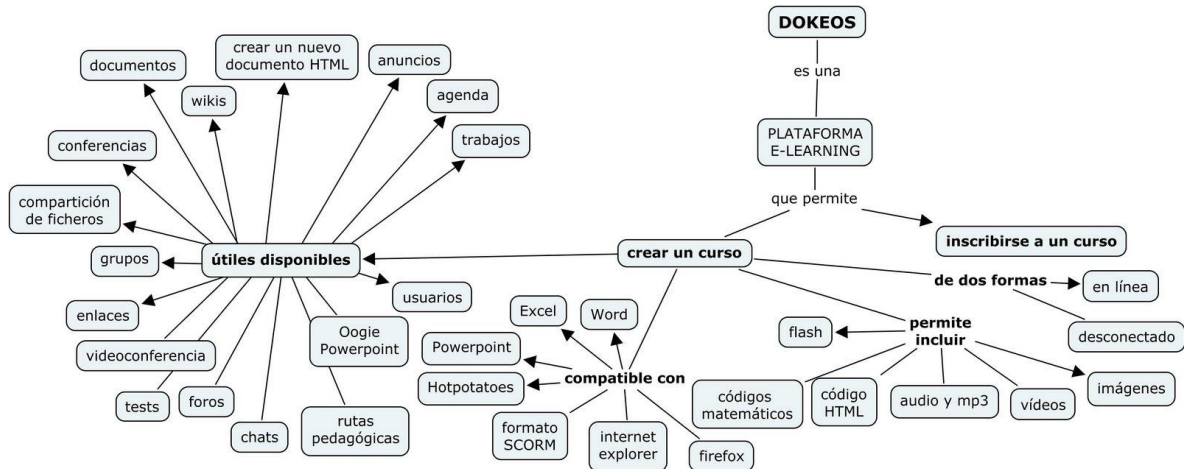 DOKEOS
es una
PLATAFORMA
E-LEARNING
que permite
inscribirse a un curso
crear un curso
de dos formas
en línea
desconectado
permite
incluir
flash
códigos
matemáticos
código
HTML
audio y mp3
vídeos
imágenes
compatible con
Word
Excel
Powerpoint
Hotpotatoes
formato
SCORM
internet
explorer
firefox
útiles disponibles
documentos
wikis
crear un nuevo
documento HTML
anuncios
agenda
trabajos
conferencias
compartición
de ficheros
grupos
enlaces
videoconferencia
tests
foros
chats
rutas
pedagógicas
Oogie
Powerpoint
usuarios